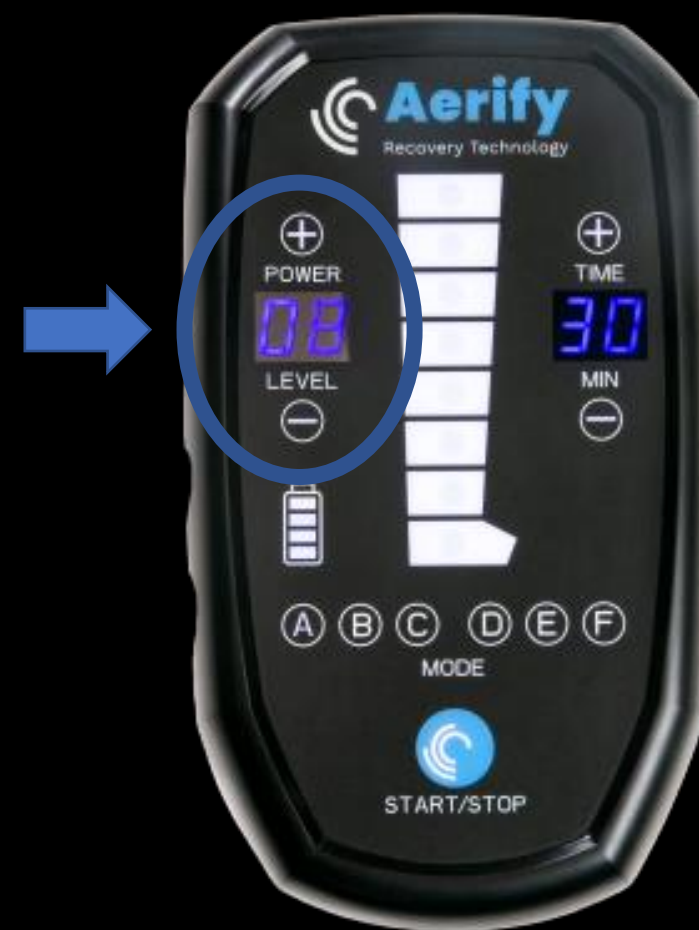 Aerify
Recovery Technology
+
POWER
08
LEVEL
−
+
TIME
30
MIN
−
A B C D E F
MODE
START/STOP